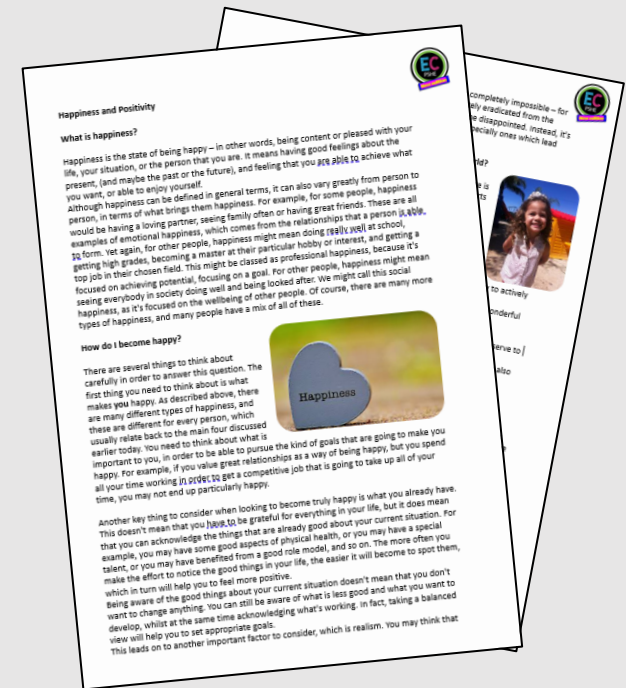 EC
PSHE
Happiness and Positivity
What is happiness?
Happiness is the state of being happy – in other words, being content or pleased with your
life, your situation, or the person that you are. It means having good feelings about the
present, (and maybe the past or the future), and feeling that you are able to achieve what
you want, or able to enjoy yourself.
Although happiness can be defined in general terms, it can also vary greatly from person to
person, in terms of what brings them happiness. For example, for some people, happiness
would be having a loving partner, seeing family often or having great friends. These are all
examples of emotional happiness, which comes from the relationships that a person is able
to form. Yet again, for other people, happiness might mean doing really well at school,
getting high grades, becoming a master at their particular hobby or interest, and getting a
top job in their chosen field. This might be classed as professional happiness, because it's
focused on achieving potential, focusing on a goal. For other people, happiness might mean
seeing everybody in society doing well and being looked after. We might call this social
happiness, as it's focused on the wellbeing of other people. Of course, there are many more
types of happiness, and many people have a mix of all of these.
How do I become happy?
There are several things to think about
carefully in order to answer this question. The
first thing you need to think about is what
makes you happy. As described above, there
are many different types of happiness, and
these are different for every person, which
usually relate back to the main four discussed
earlier today. You need to think about what is
important to you, in order to be able to pursue the kind of goals that are going to make you
happy. For example, if you value great relationships as a way of being happy, but you spend
all your time working in order to get a competitive job that is going to take up all of your
time, you may not end up particularly happy.
Happiness
Another key thing to consider when looking to become truly happy is what you already have.
This doesn't mean that you have to be grateful for everything in your life, but it does mean
that you can acknowledge the things that are already good about your current situation. For
example, you may have some good aspects of physical health, or you may have a special
talent, or you may have benefited from a good role model, and so on. The more often you
make the effort to notice the good things in your life, the easier it will become to spot them,
which in turn will help you to feel more positive.
Being aware of the good things about your current situation doesn't mean that you don't
want to change anything. You can still be aware of what is less good and what you want to
develop, whilst at the same time acknowledging what's working. In fact, taking a balanced
view will help you to set appropriate goals.
This leads on to another important factor to consider, which is realism. You may think that
EC
PSHE
completely impossible – for
ely eradicated from the
e disappointed. Instead, it's
pecially ones which lead
ld?
e is
ts
y to actively
onderful
serve to
also